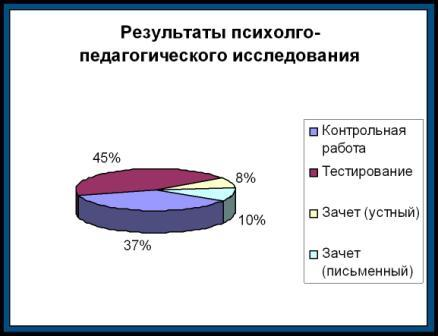 Результаты психолго-
педагогического исследования
45%
8%
10%
37%
Контрольная
работа
Тестирование
Зачет (устный)
Зачет
(письменный)